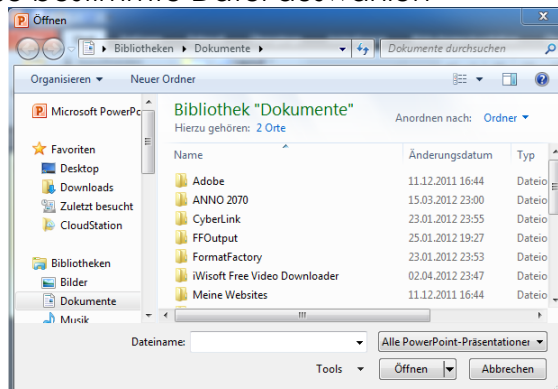 Öffnen
Bibliotheken Dokumente Dokumente durchsuchen
Organisieren Neuer Ordner
Microsoft PowerPc
Favoriten
Desktop
Downloads
Zuletzt besucht
CloudStation
Bibliotheken
Bilder
Dokumente
Musik
Bibliothek "Dokumente"
Hierzu gehören: 2 Orte
Anordnen nach: Ordner
Name Änderungsdatum Typ
Adobe 11.12.2011 16:44 Dateio
ANNO 2070 15.03.2012 23:00 Dateio
CyberLink 23.01.2012 23:55 Dateio
FFOutput 25.01.2012 19:27 Dateio
FormatFactory 23.01.2012 23:53 Dateio
iWisoft Free Video Downloader 02.04.2012 23:47 Dateio
Meine Websites 11.12.2011 16:44 Dateio
Dateiname: Alle PowerPoint-Präsentationer
Tools Öffnen Abbrechen